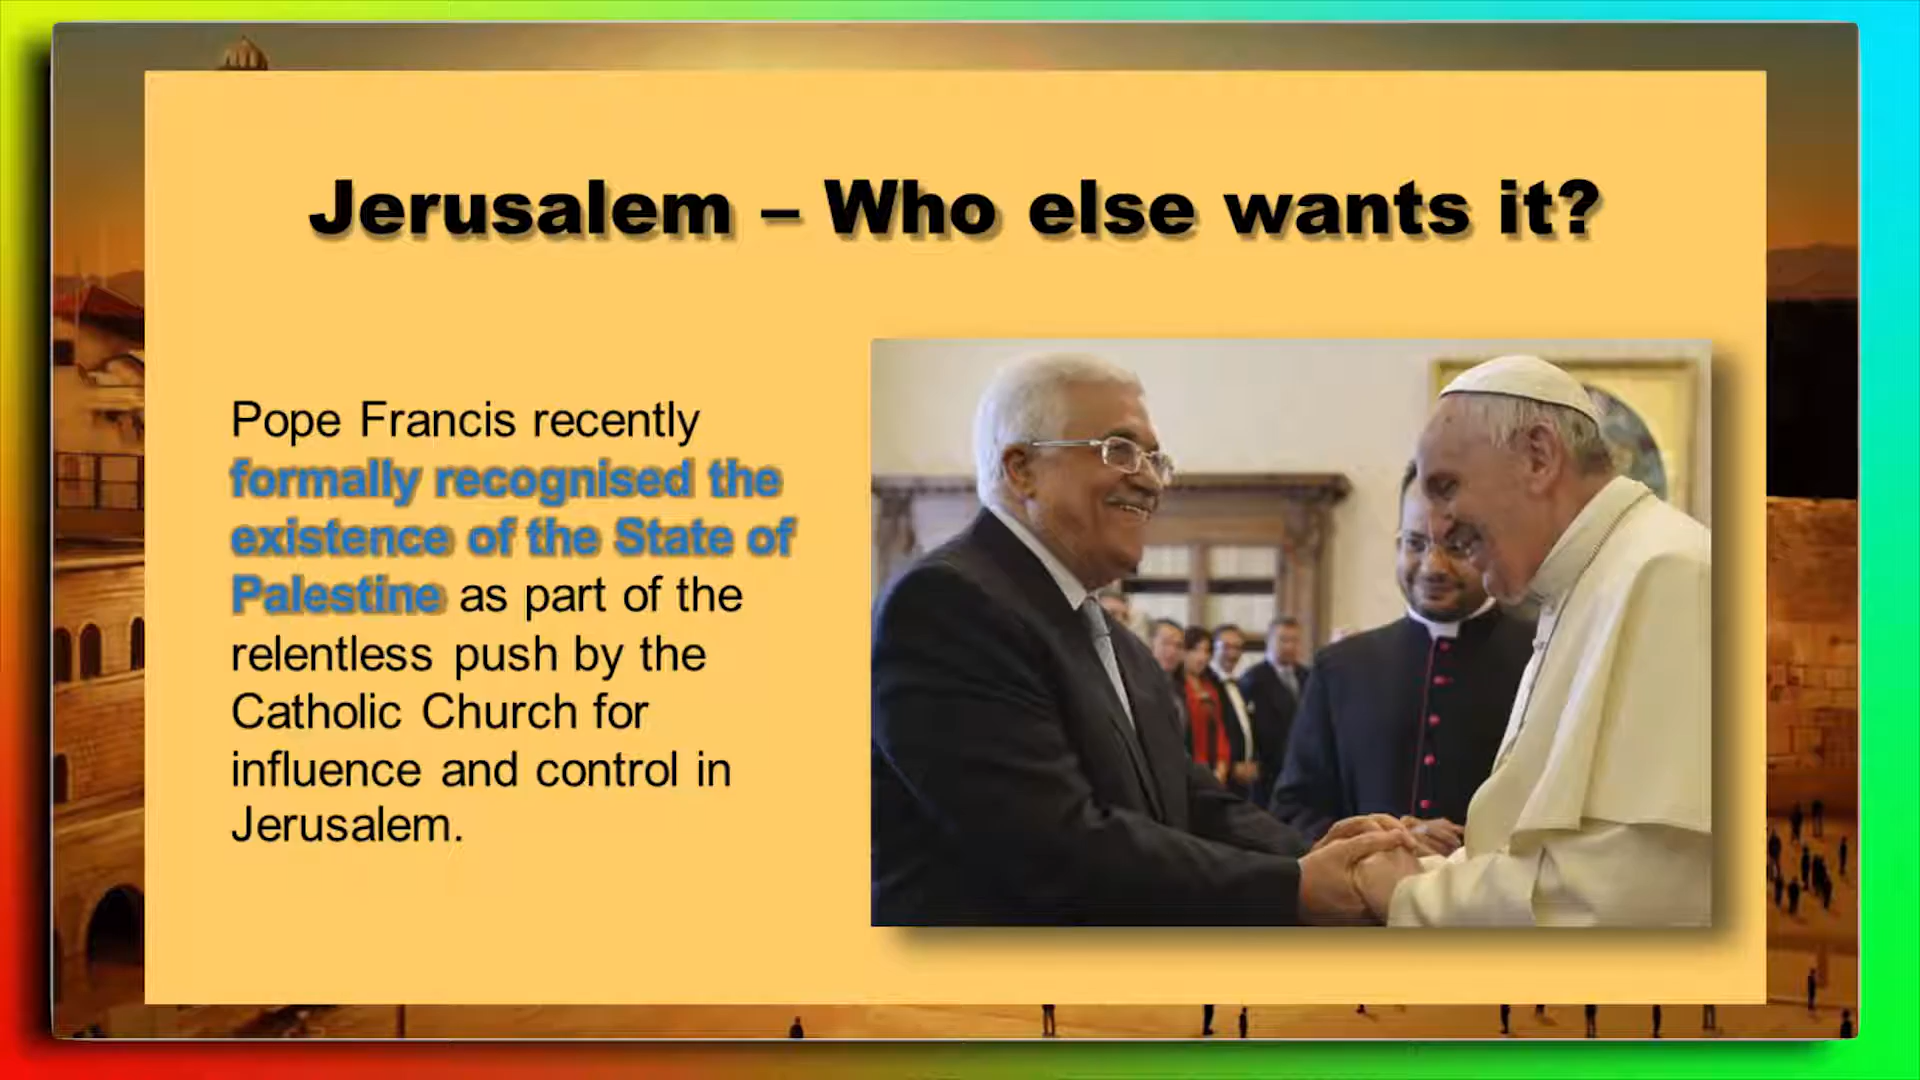 Jerusalem – Who else wants it?
Pope Francis recently
formally recognised the
existence of the State of
Palestine as part of the
relentless push by the
Catholic Church for
influence and control in
Jerusalem.